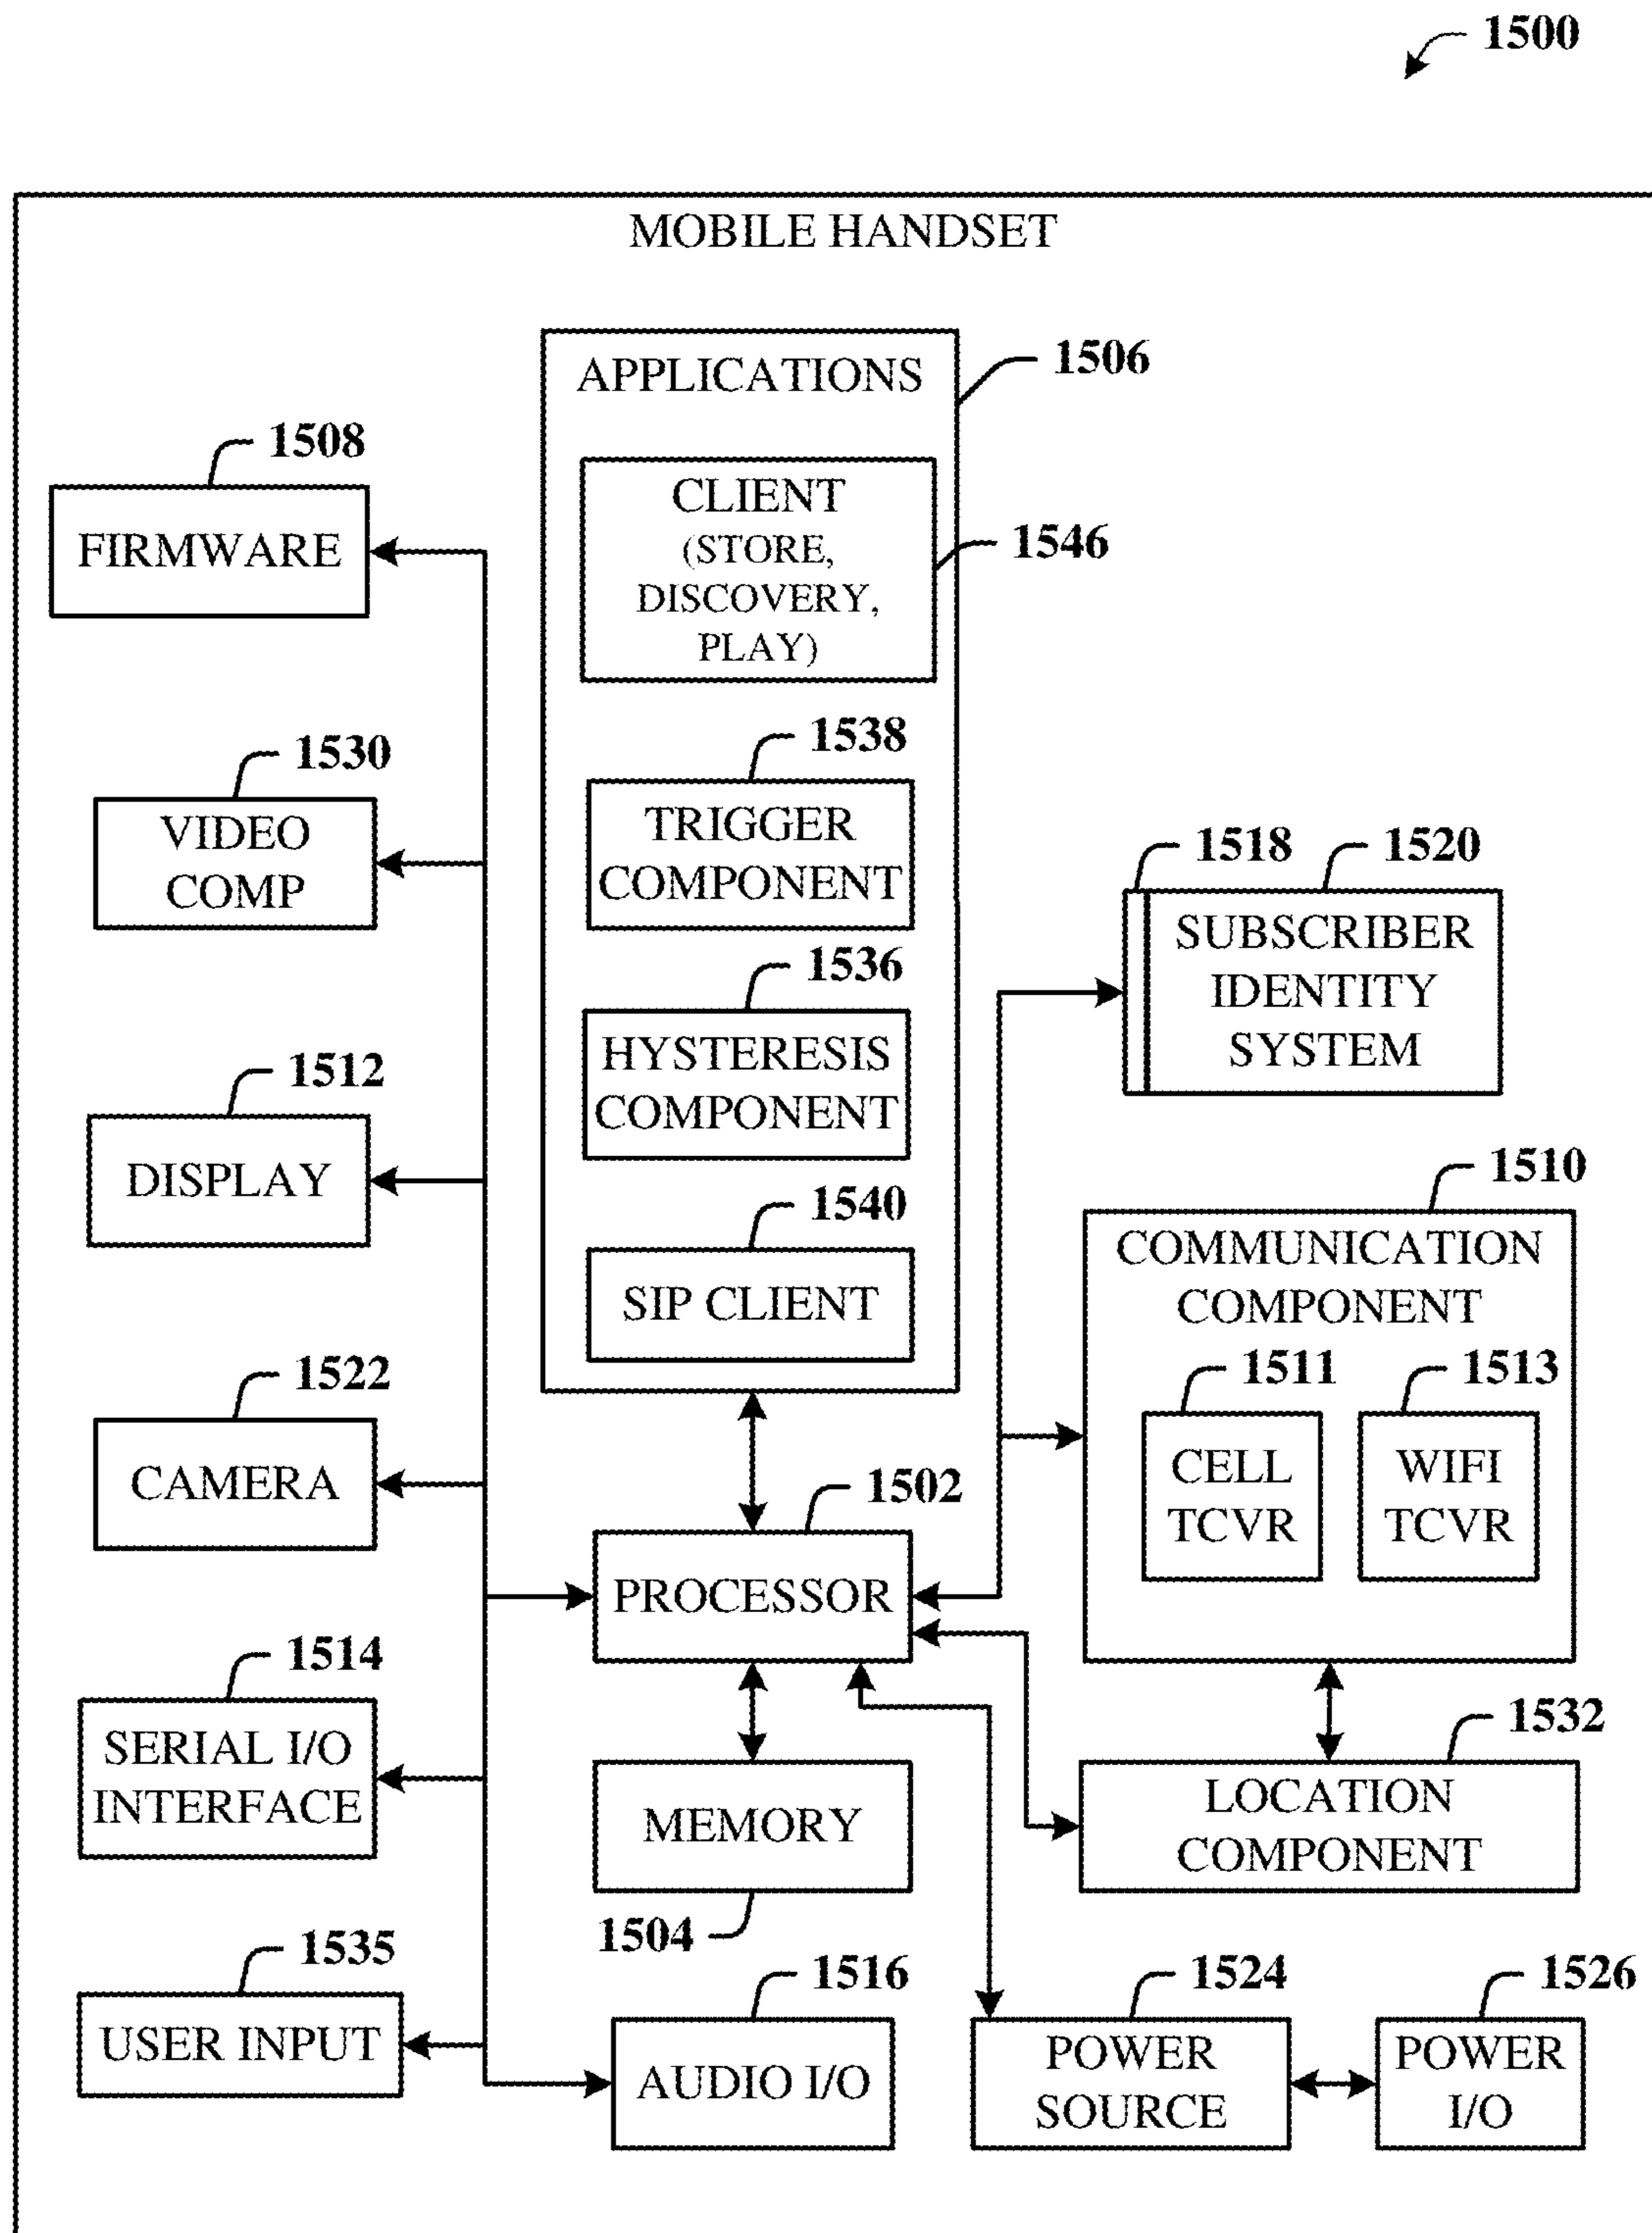 1500
MOBILE HANDSET
APPLICATIONS
1506
1508
FIRMWARE
CLIENT
(STORE,
DISCOVERY,
PLAY)
1546
1530
VIDEO
COMP
1538
TRIGGER
COMPONENT
1518
1520
SUBSCRIBER
IDENTITY
SYSTEM
1536
HYSTERESIS
COMPONENT
1512
DISPLAY
1540
SIP CLIENT
1510
COMMUNICATION
COMPONENT
1511
CELL
TCVR
1513
WIFI
TCVR
1522
CAMERA
1502
PROCESSOR
1514
SERIAL I/O
INTERFACE
MEMORY
1504
1532
LOCATION
COMPONENT
1535
USER INPUT
1516
AUDIO I/O
1524
POWER
SOURCE
1526
POWER
I/O